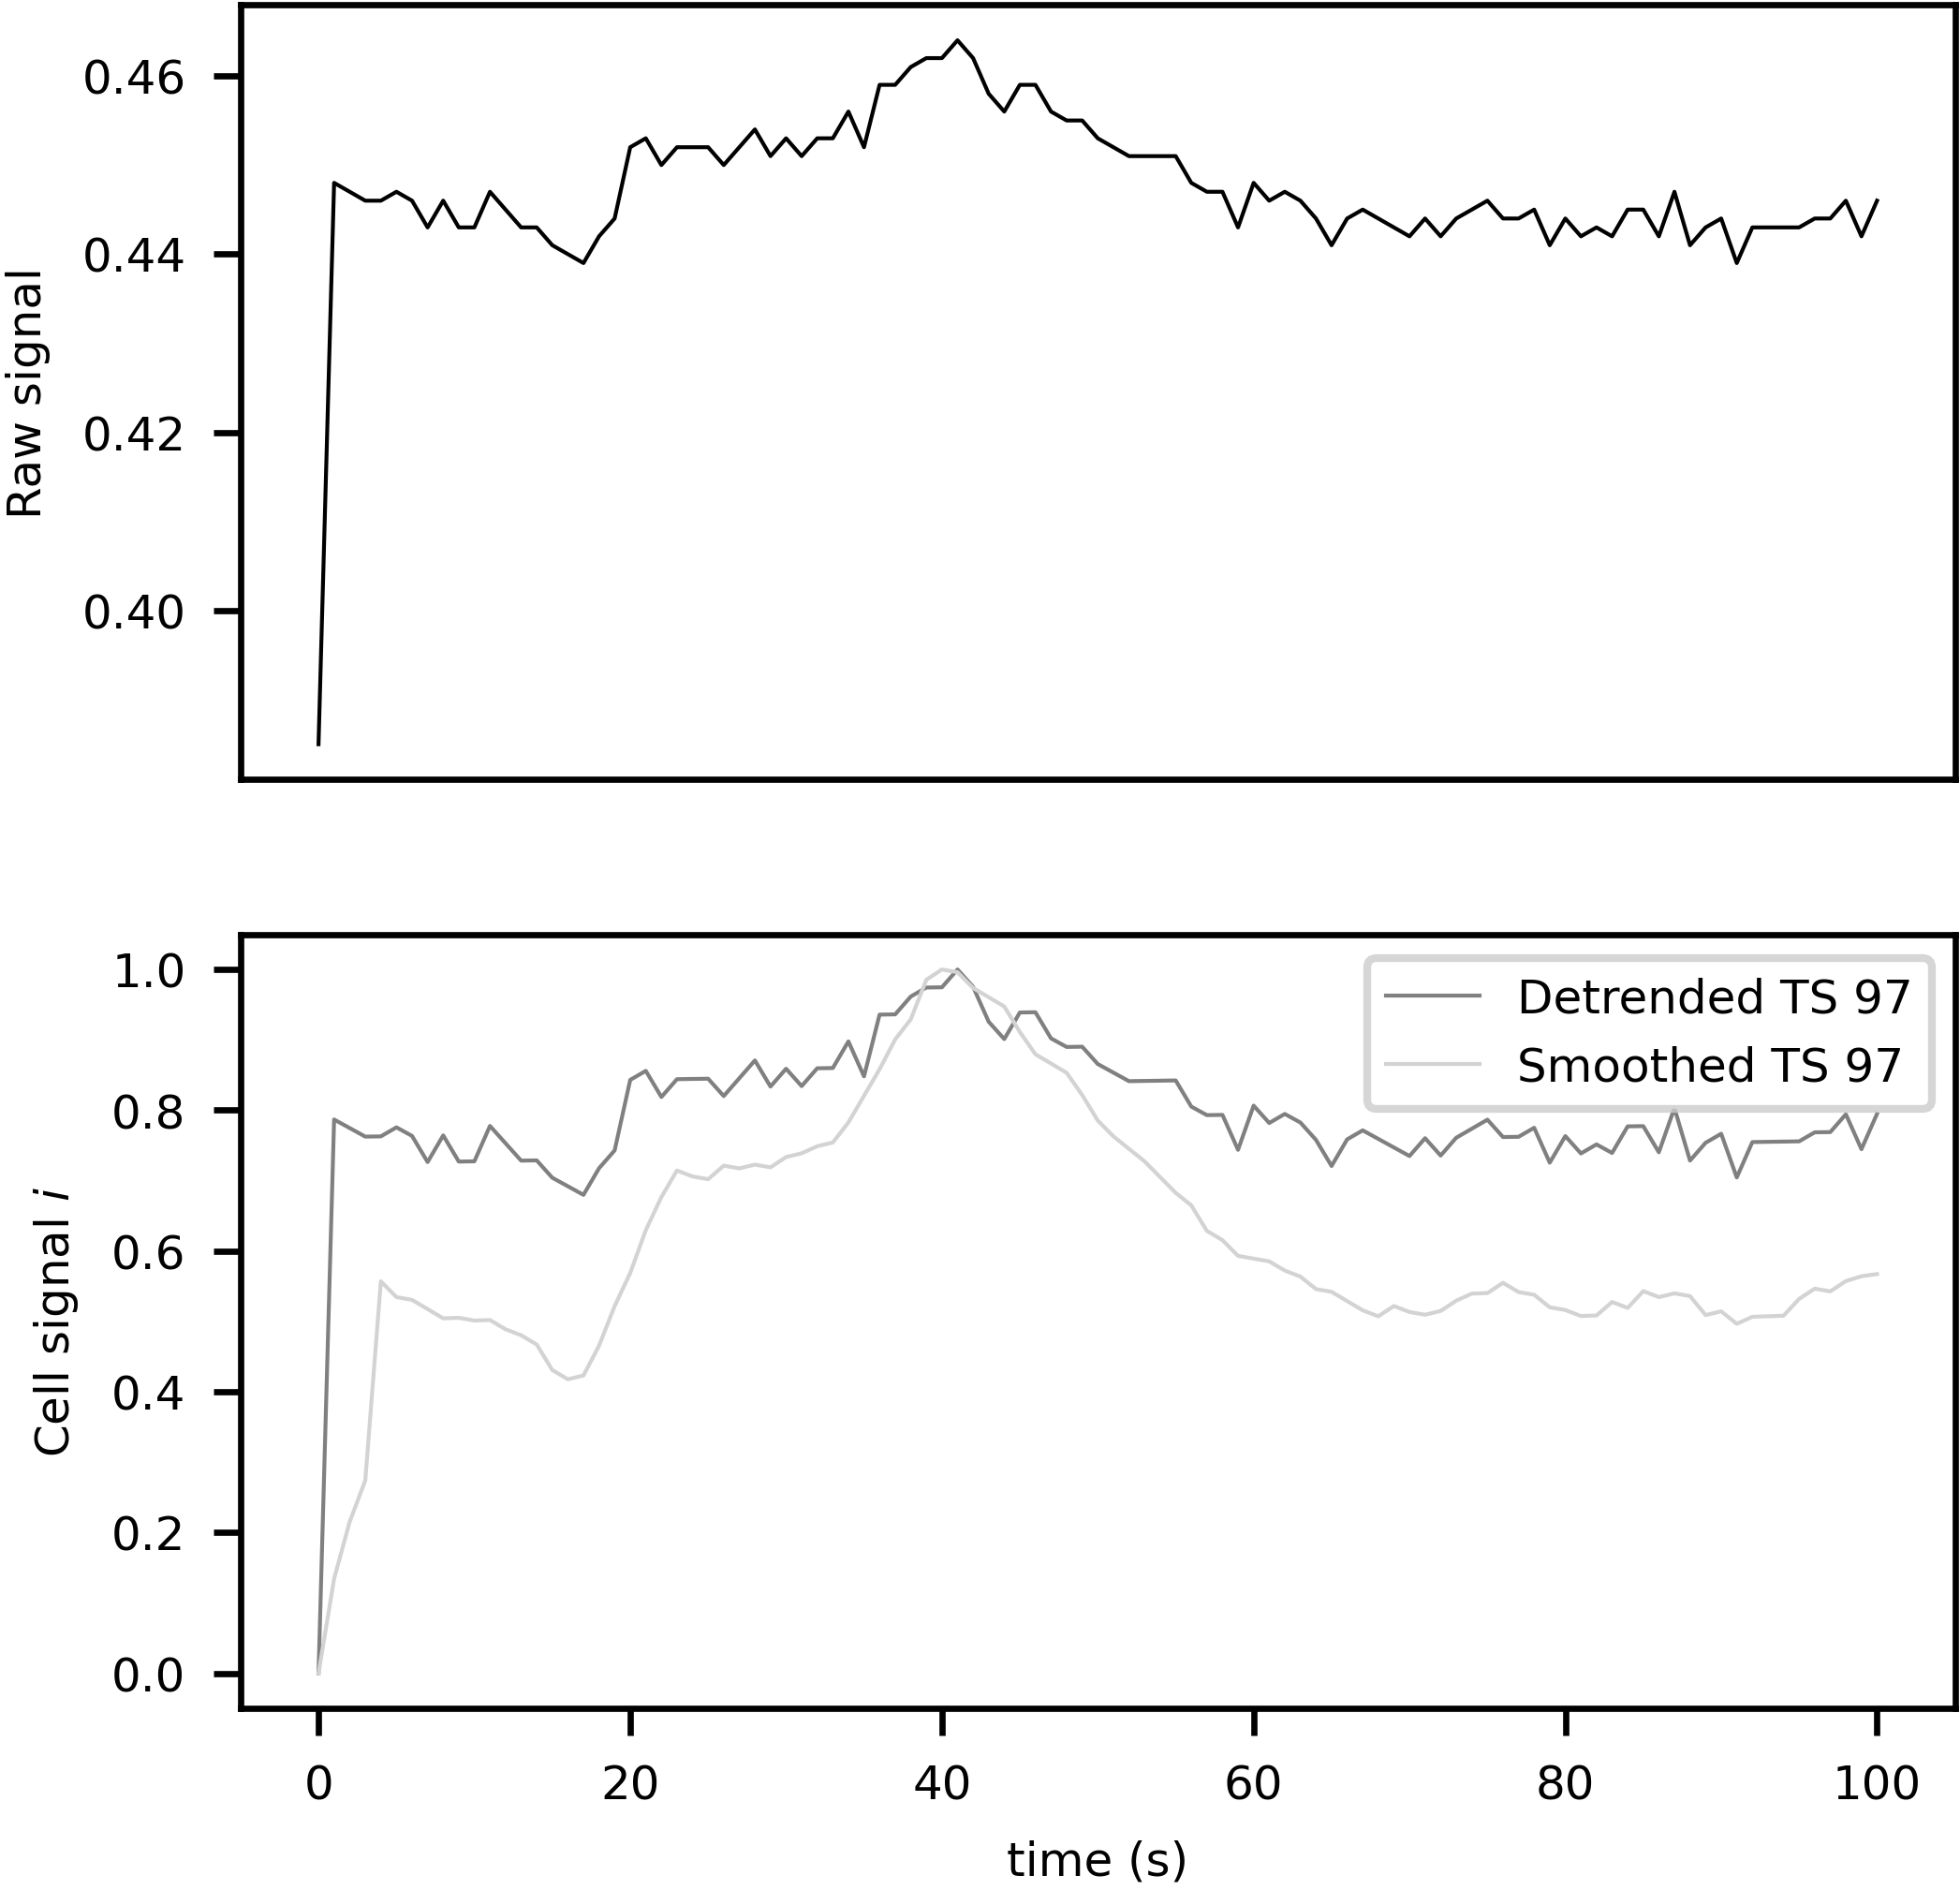 Raw signal
0.46
0.44
0.42
0.40
Cell signal i
1.0
0.8
0.6
0.4
0.2
0.0
Detrended TS 97
Smoothed TS 97
0 20 40 60 80 100
time (s)